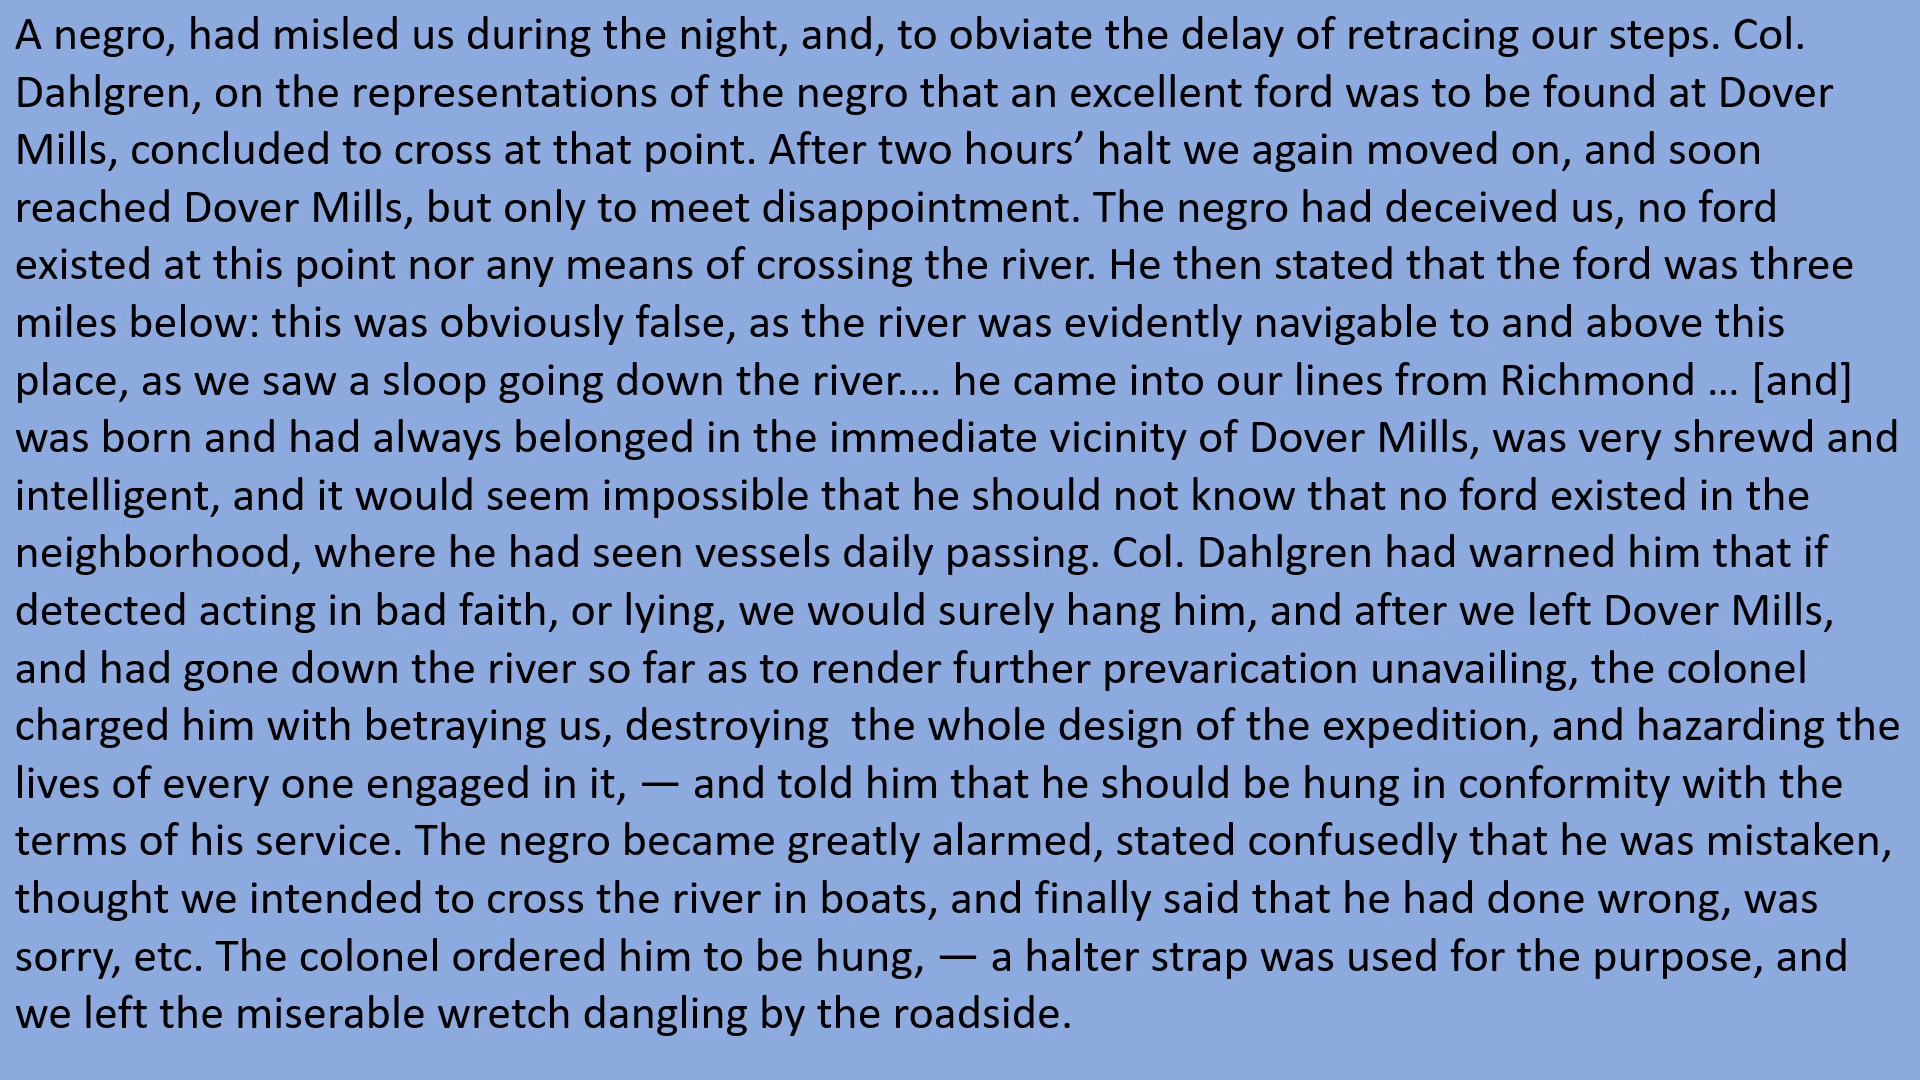 A negro, had misled us during the night, and, to obviate the delay of retracing our steps. Col.
Dahlgren, on the representations of the negro that an excellent ford was to be found at Dover
Mills, concluded to cross at that point. After two hours’ halt we again moved on, and soon
reached Dover Mills, but only to meet disappointment. The negro had deceived us, no ford
existed at this point nor any means of crossing the river. He then stated that the ford was three
miles below: this was obviously false, as the river was evidently navigable to and above this
place, as we saw a sloop going down the river.… he came into our lines from Richmond … [and]
was born and had always belonged in the immediate vicinity of Dover Mills, was very shrewd and
intelligent, and it would seem impossible that he should not know that no ford existed in the
neighborhood, where he had seen vessels daily passing. Col. Dahlgren had warned him that if
detected acting in bad faith, or lying, we would surely hang him, and after we left Dover Mills,
and had gone down the river so far as to render further prevarication unavailing, the colonel
charged him with betraying us, destroying  the whole design of the expedition, and hazarding the
lives of every one engaged in it, — and told him that he should be hung in conformity with the
terms of his service. The negro became greatly alarmed, stated confusedly that he was mistaken,
thought we intended to cross the river in boats, and finally said that he had done wrong, was
sorry, etc. The colonel ordered him to be hung, — a halter strap was used for the purpose, and
we left the miserable wretch dangling by the roadside.